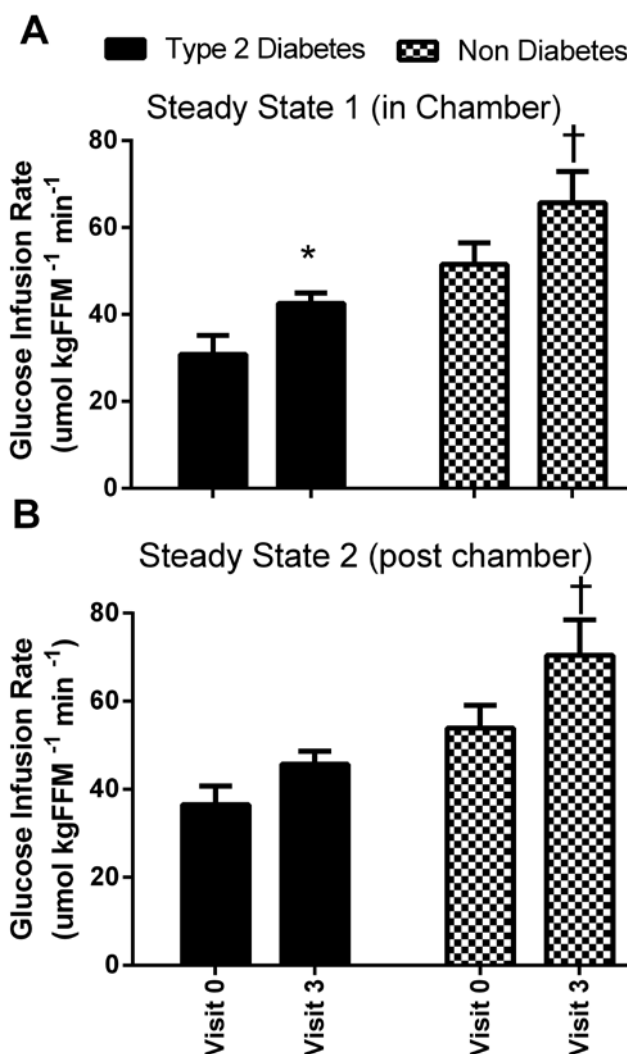 A
Type 2 Diabetes
Non Diabetes
Steady State 1 (in Chamber)
Glucose Infusion Rate
(umol kgFFM ⁻¹ min⁻¹)
80
60
40
20
0
*
†
B
Steady State 2 (post chamber)
Glucose Infusion Rate
(umol kgFFM ⁻¹ min ⁻¹)
80
60
40
20
0
†
Visit 0
Visit 3
Visit 0
Visit 3